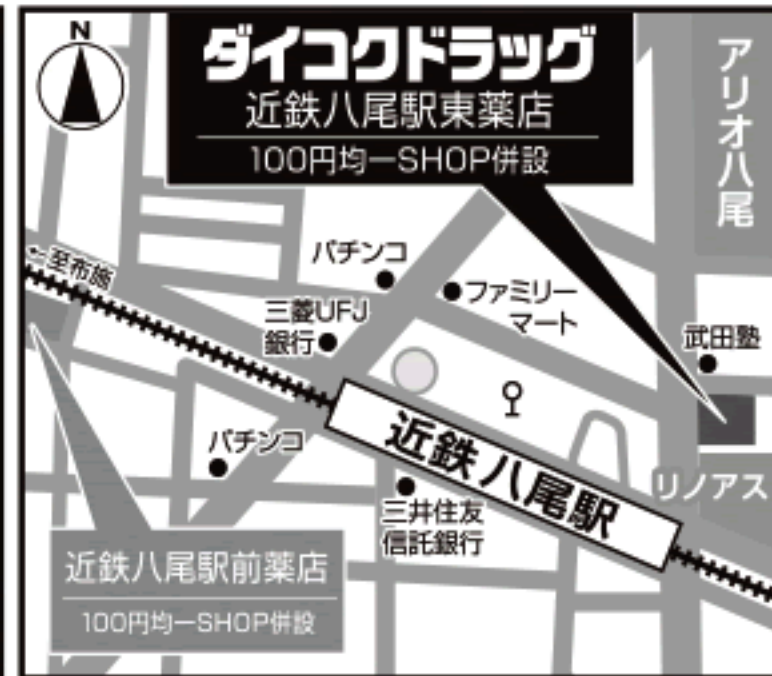 N
ダイコクドラッグ
近鉄八尾駅東薬店
100円均一SHOP併設
アリオ八尾
←至布施
パチンコ
ファミリー
マート
三菱UFJ
銀行
武田塾
パチンコ
近鉄 八尾駅
リノアス
三井住友
信託銀行
近鉄八尾駅前薬店
100円均一SHOP併設